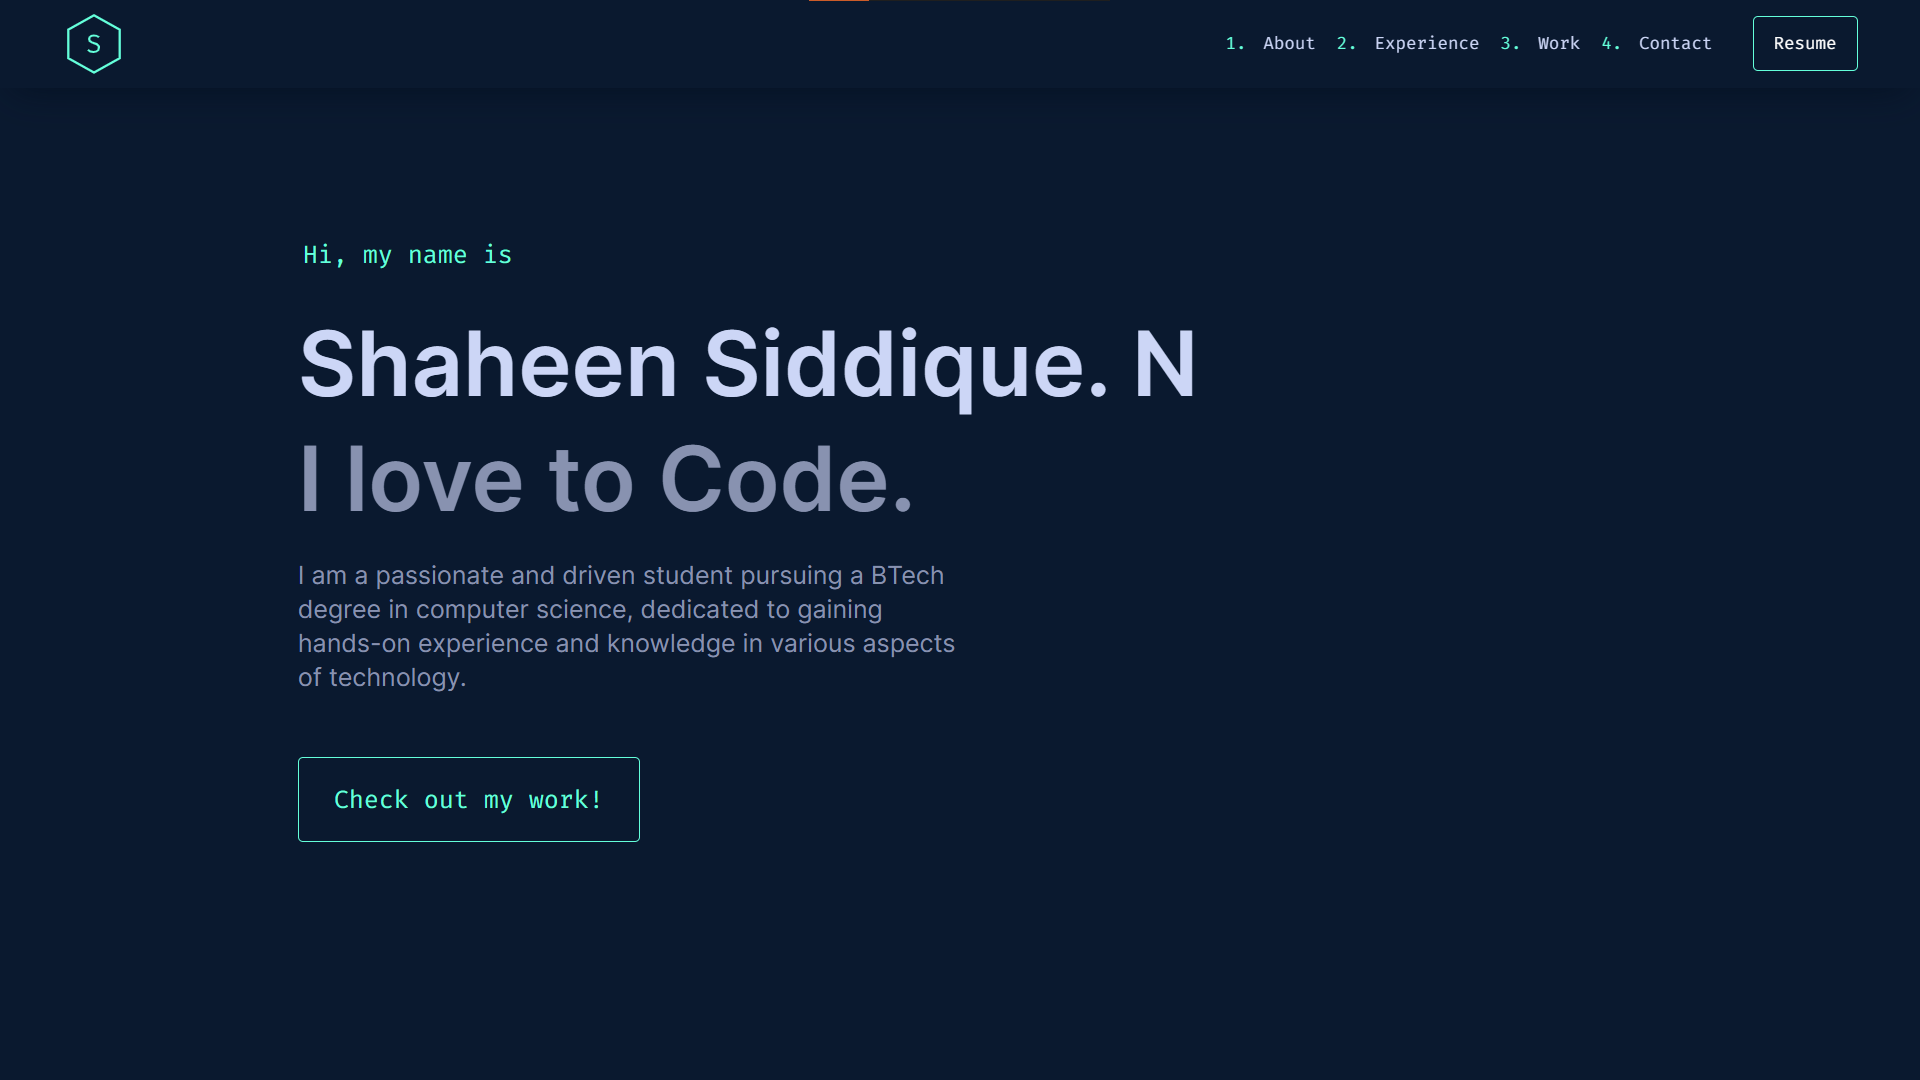 S
1. About 2. Experience 3. Work 4. Contact Resume
Hi, my name is
Shaheen Siddique. N
I love to Code.
I am a passionate and driven student pursuing a BTech
degree in computer science, dedicated to gaining
hands-on experience and knowledge in various aspects
of technology.
Check out my work!